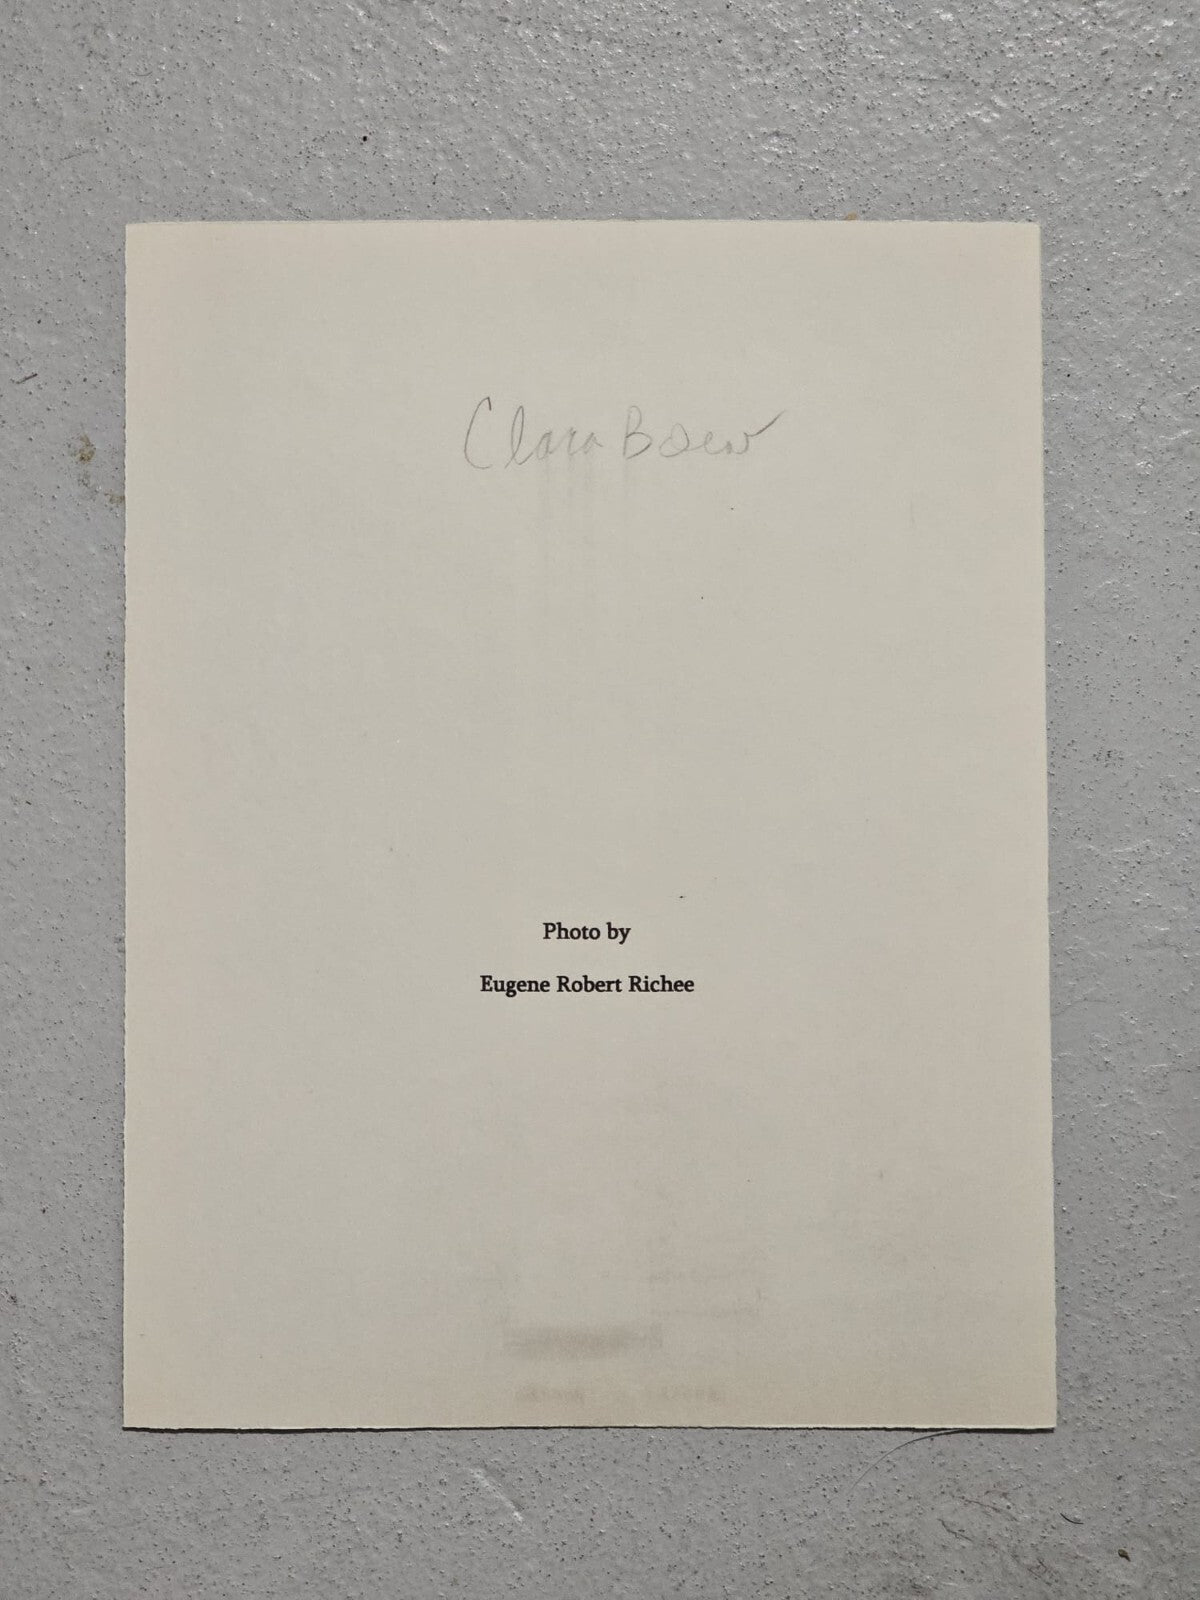 Clara Bow
Photo by
Eugene Robert Richee